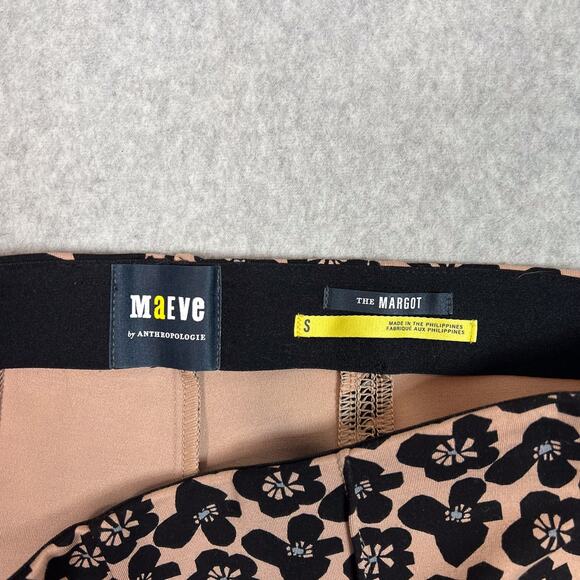 MaEVe
by ANTHROPOLOGIE
THE MARGOT
S
MADE IN THE PHILIPPINES
FABRIQUÉ AUX PHILIPPINES